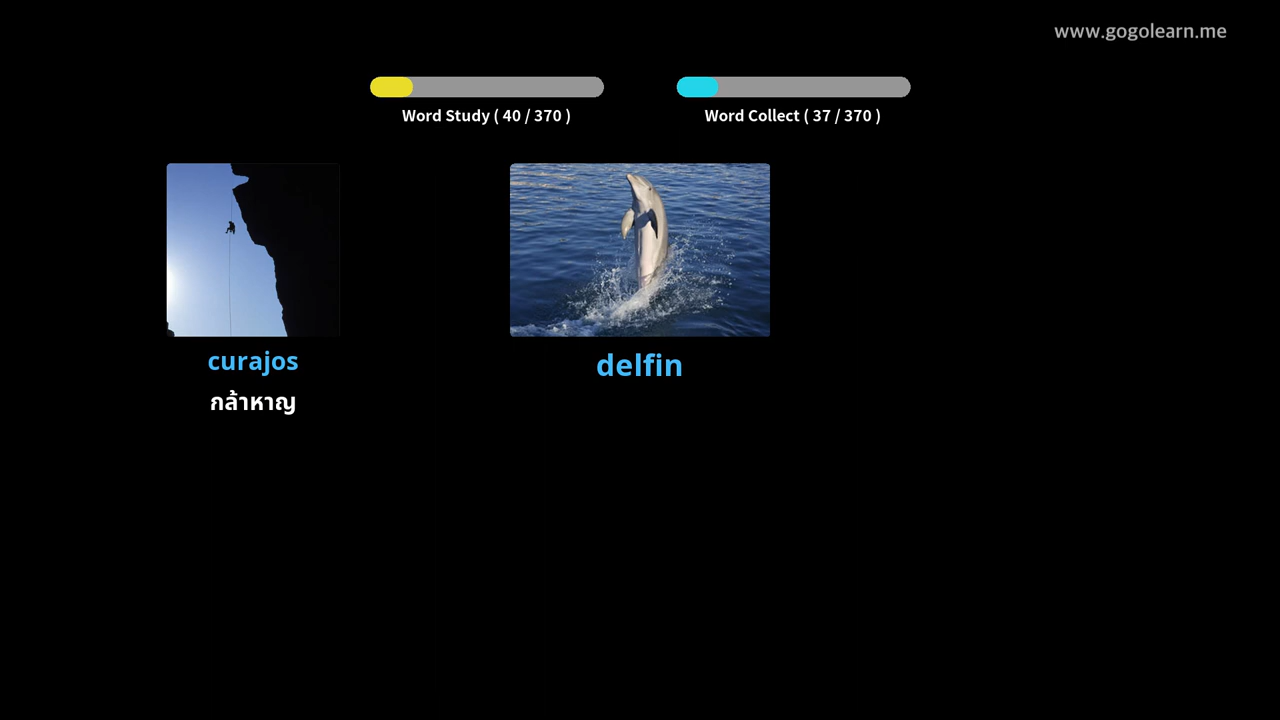 www.gogolearn.me
Word Study ( 40 / 370 )
Word Collect ( 37 / 370 )
curajos
กล้าหาญ
delfin